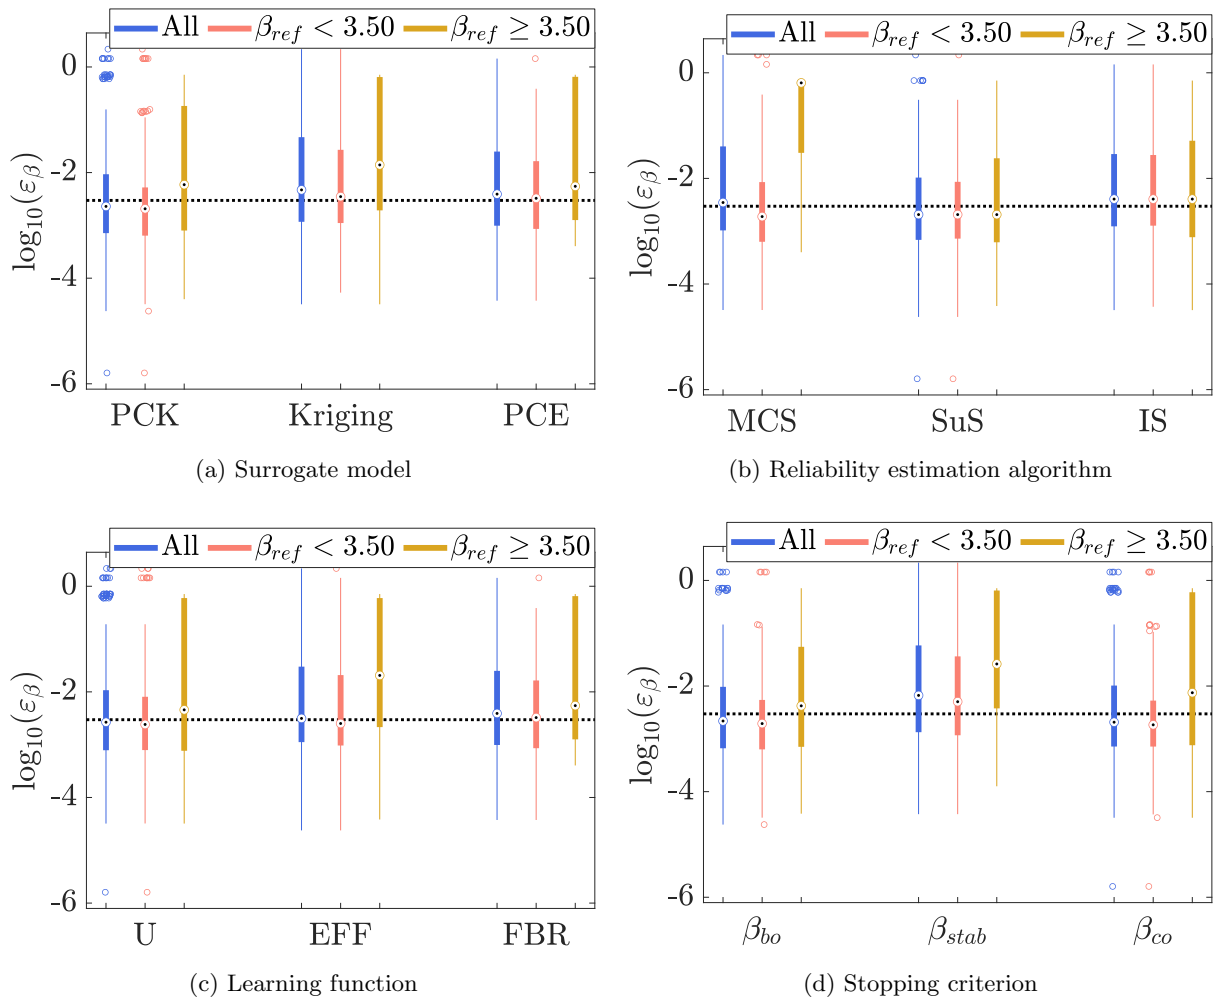 All β_ref < 3.50 β_ref ≥ 3.50
0
-2
-4
-6
log₁₀(ε_β)
PCK Kriging PCE
(a) Surrogate model
All β_ref < 3.50 β_ref ≥ 3.50
0
-2
-4
-6
log₁₀(ε_β)
MCS SuS IS
(b) Reliability estimation algorithm
All β_ref < 3.50 β_ref ≥ 3.50
0
-2
-4
-6
log₁₀(ε_β)
U EFF FBR
(c) Learning function
All β_ref < 3.50 β_ref ≥ 3.50
0
-2
-4
-6
log₁₀(ε_β)
β_bo β_stab β_co
(d) Stopping criterion